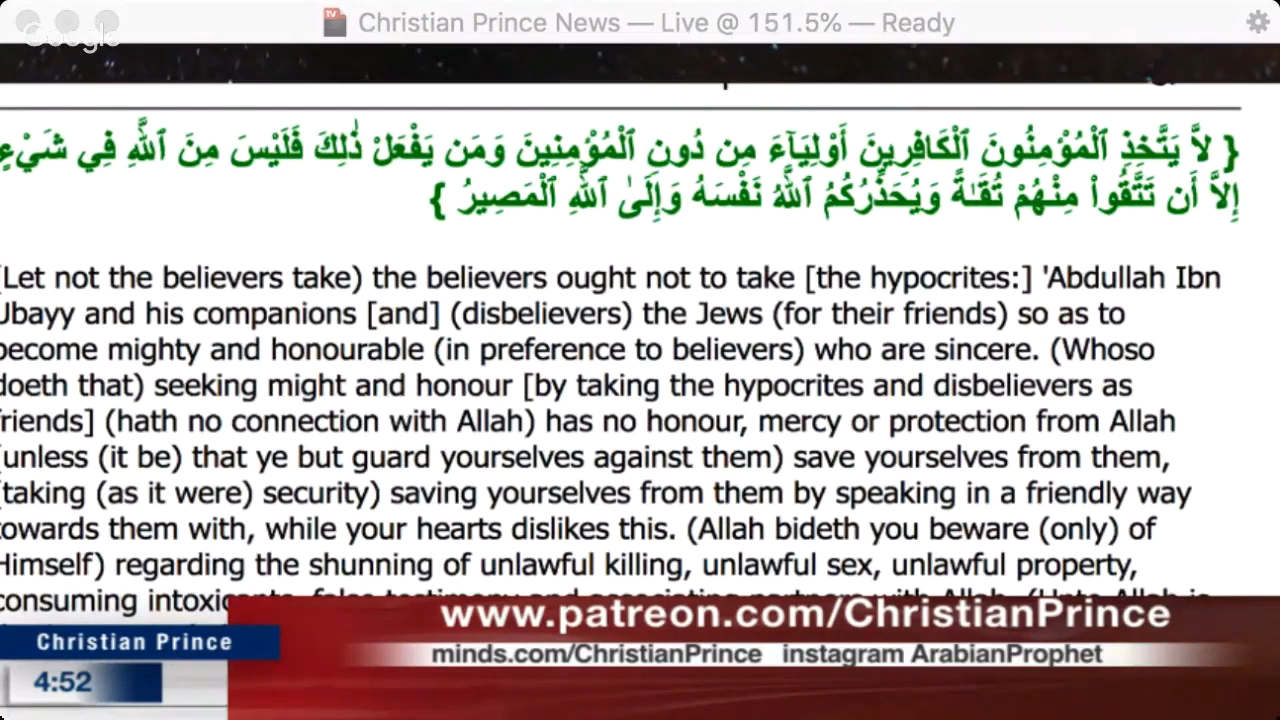 Christian Prince News — Live @ 151.5% — Ready
Google
{ لاَّ يَتَّخِذِ ٱلْمُؤْمِنُونَ ٱلْكَافِرِينَ أَوْلِيَآءَ مِن دُونِ ٱلْمُؤْمِنِينَ وَمَن يَفْعَلْ ذٰلِكَ فَلَيْسَ مِنَ ٱللَّهِ فِي شَيْءٍ
إِلاَّ أَن تَتَّقُواْ مِنْهُمْ تُقَـٰةً وَيُحَذِّرُكُمُ ٱللَّهُ نَفْسَهُ وَإِلَىٰ ٱللَّهِ ٱلْمَصِيرُ }
(Let not the believers take) the believers ought not to take [the hypocrites:] 'Abdullah Ibn
Ubayy and his companions [and] (disbelievers) the Jews (for their friends) so as to
become mighty and honourable (in preference to believers) who are sincere. (Whoso
doeth that) seeking might and honour [by taking the hypocrites and disbelievers as
friends] (hath no connection with Allah) has no honour, mercy or protection from Allah
(unless (it be) that ye but guard yourselves against them) save yourselves from them,
(taking (as it were) security) saving yourselves from them by speaking in a friendly way
towards them with, while your hearts dislikes this. (Allah bideth you beware (only) of
Himself) regarding the shunning of unlawful killing, unlawful sex, unlawful property,
consuming
www.patreon.com/ChristianPrince
Christian Prince
minds.com/ChristianPrince instagram ArabianProphet
4:52